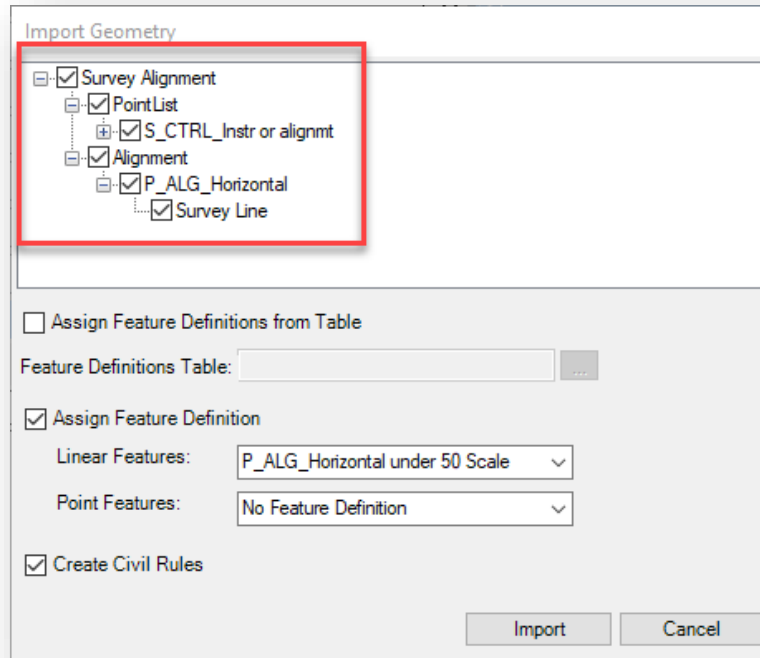 Import Geometry
Survey Alignment
PointList
S_CTRL_Instr or alignmt
Alignment
P_ALG_Horizontal
Survey Line
Assign Feature Definitions from Table
Feature Definitions Table:
...
Assign Feature Definition
Linear Features: P_ALG_Horizontal under 50 Scale
Point Features: No Feature Definition
Create Civil Rules
Import Cancel